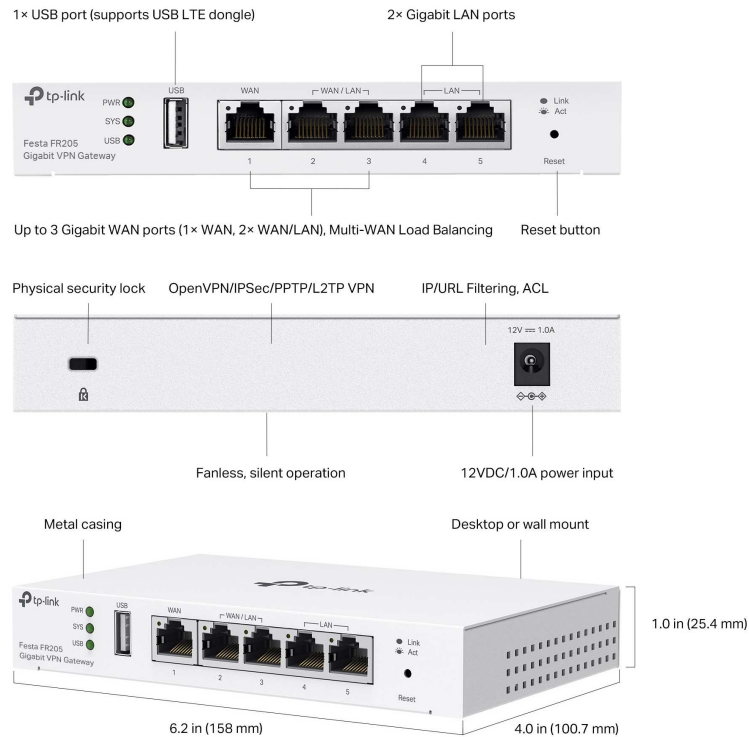 1× USB port (supports USB LTE dongle)
2× Gigabit LAN ports
tp-link
PWR
SYS
USB
Festa FR205
Gigabit VPN Gateway
USB
WAN
WAN / LAN
LAN
1
2
3
4
5
Link
Act
Reset
Up to 3 Gigabit WAN ports (1× WAN, 2× WAN/LAN), Multi-WAN Load Balancing
Reset button
Physical security lock
OpenVPN/IPSec/PPTP/L2TP VPN
IP/URL Filtering, ACL
12V ⎓ 1.0A
K
Fanless, silent operation
12VDC/1.0A power input
Metal casing
Desktop or wall mount
tp-link
tp-link
PWR
SYS
USB
Festa FR205
Gigabit VPN Gateway
USB
WAN
WAN / LAN
LAN
1
2
3
4
5
Link
Act
Reset
1.0 in (25.4 mm)
6.2 in (158 mm)
4.0 in (100.7 mm)